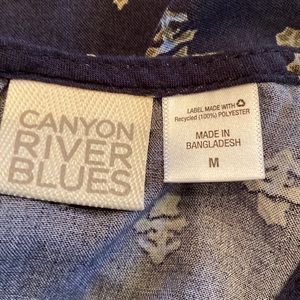 CANYON
RIVER
BLUES
LABEL MADE WITH
Recycled (100%) POLYESTER
MADE IN
BANGLADESH
M